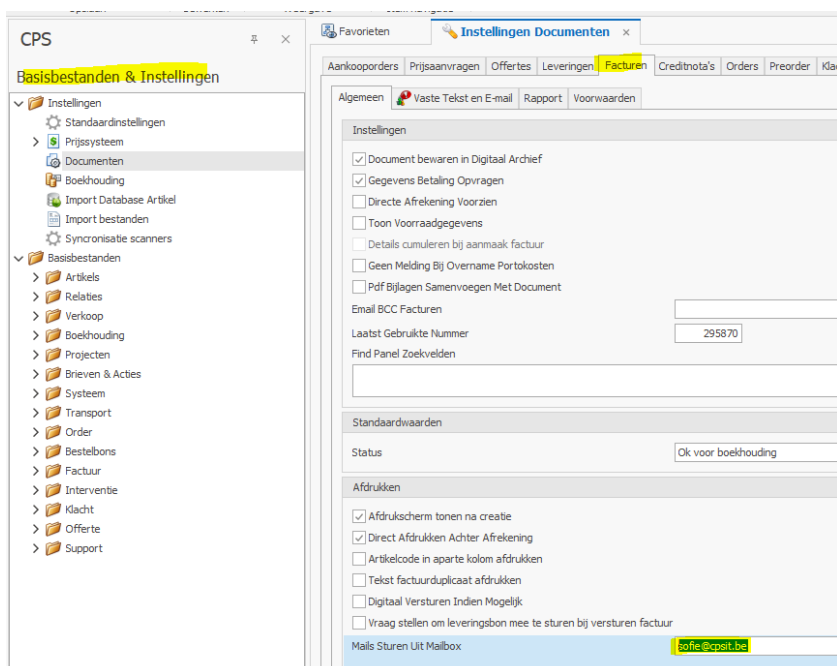 CPS
Basisbestanden & Instellingen
Instellingen
Standaardinstellingen
Prijssysteem
Documenten
Boekhouding
Import Database Artikel
Import bestanden
Syncronisatie scanners
Basisbestanden
Artikels
Relaties
Verkoop
Boekhouding
Projecten
Brieven & Acties
Systeem
Transport
Order
Bestelbons
Factuur
Interventie
Klacht
Offerte
Support
Favorieten
Instellingen Documenten
Aankooporders Prijsaanvragen Offertes Leveringen Facturen Creditnota's Orders Preorder
Algemeen Vaste Tekst en E-mail Rapport Voorwaarden
Instellingen
Document bewaren in Digitaal Archief
Gegevens Betaling Opvragen
Directe Afrekening Voorzien
Toon Voorraadgegevens
Details cumuleren bij aanmaak factuur
Geen Melding Bij Overname Portokosten
Pdf Bijlagen Samenvoegen Met Document
Email BCC Facturen
Laatst Gebruikte Nummer 295870
Find Panel Zoekvelden
Standaardwaarden
Status Ok voor boekhouding
Afdrukken
Afdrukscherm tonen na creatie
Direct Afdrukken Achter Afrekening
Artikelcode in aparte kolom afdrukken
Tekst factuurduplicaat afdrukken
Digitaal Versturen Indien Mogelijk
Vraag stellen om leveringsbon mee te sturen bij versturen factuur
Mails Sturen Uit Mailbox sofie@cpsit.be